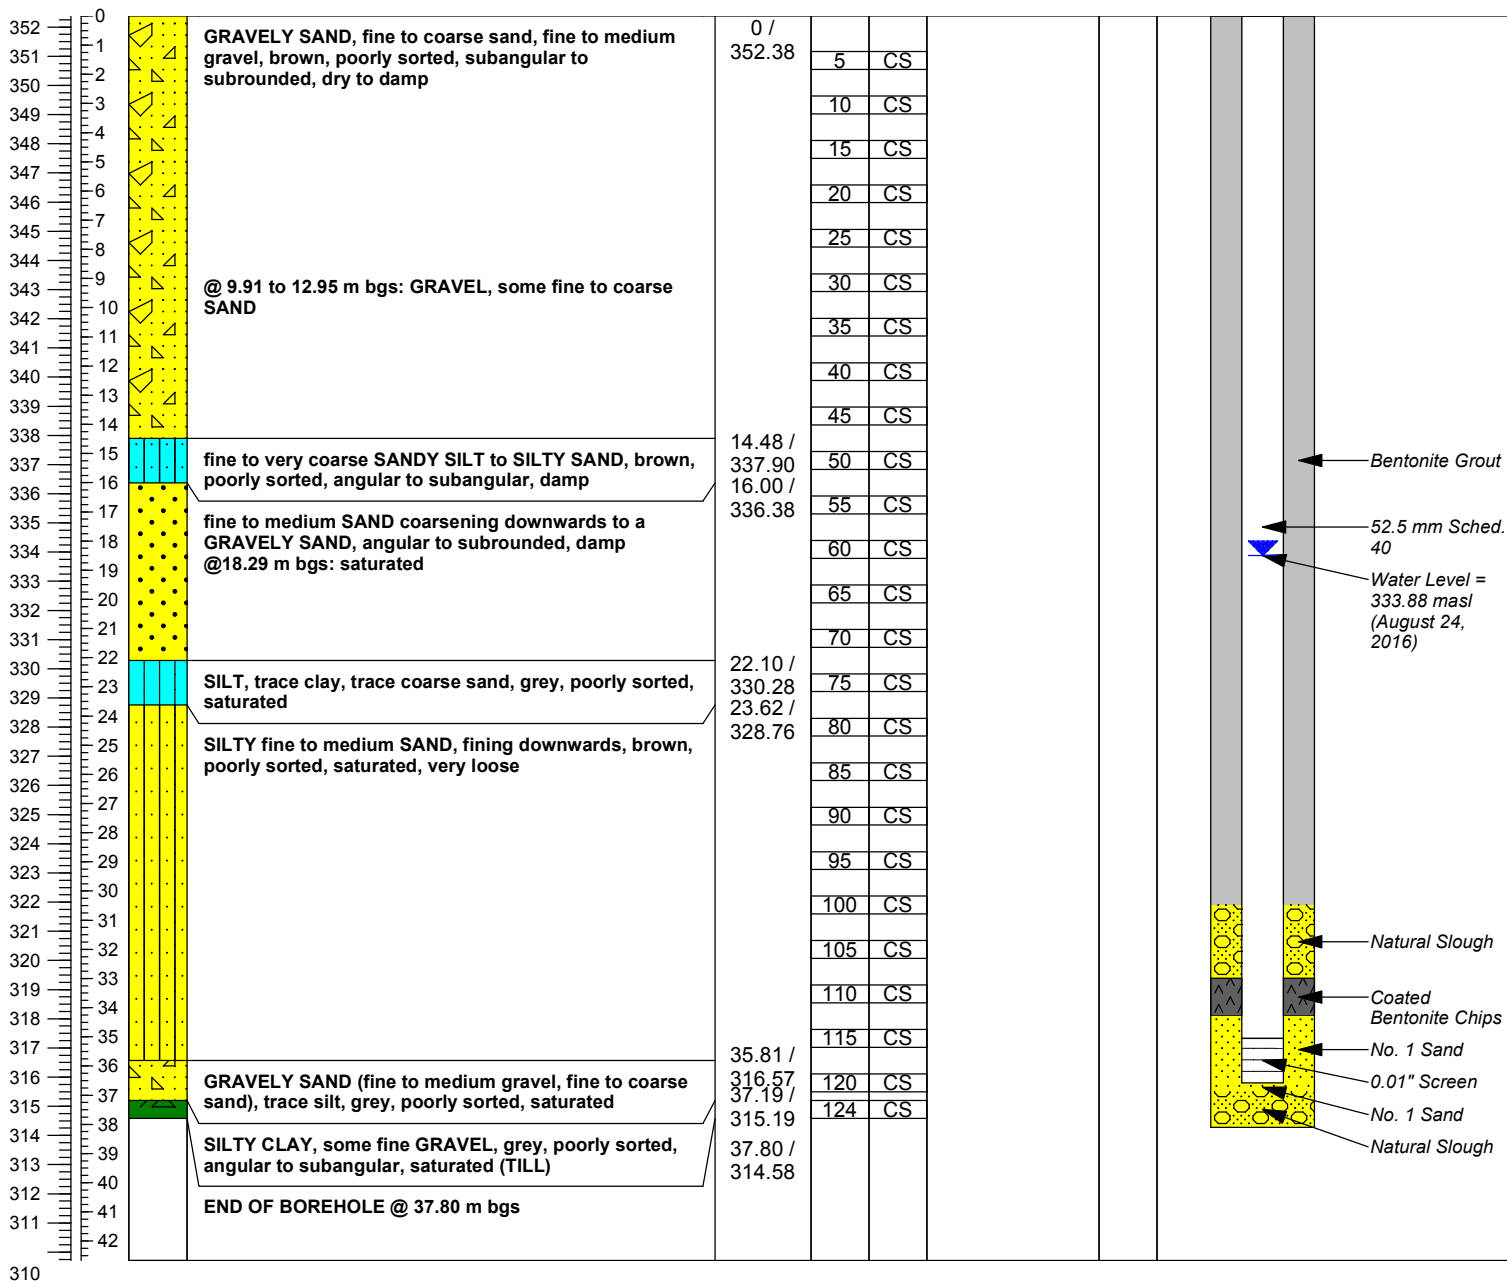 352
351
350
349
348
347
346
345
344
343
342
341
340
339
338
337
336
335
334
333
332
331
330
329
328
327
326
325
324
323
322
321
320
319
318
317
316
315
314
313
312
311
310
0
1
2
3
4
5
6
7
8
9
10
11
12
13
14
15
16
17
18
19
20
21
22
23
24
25
26
27
28
29
30
31
32
33
34
35
36
37
38
39
40
41
42
GRAVELY SAND, fine to coarse sand, fine to medium
gravel, brown, poorly sorted, subangular to
subrounded, dry to damp
@ 9.91 to 12.95 m bgs: GRAVEL, some fine to coarse
SAND
fine to very coarse SANDY SILT to SILTY SAND, brown,
poorly sorted, angular to subangular, damp
fine to medium SAND coarsening downwards to a
GRAVELY SAND, angular to subrounded, damp
@18.29 m bgs: saturated
SILT, trace clay, trace coarse sand, grey, poorly sorted,
saturated
SILTY fine to medium SAND, fining downwards, brown,
poorly sorted, saturated, very loose
GRAVELY SAND (fine to medium gravel, fine to coarse
sand), trace silt, grey, poorly sorted, saturated
SILTY CLAY, some fine GRAVEL, grey, poorly sorted,
angular to subangular, saturated (TILL)
END OF BOREHOLE @ 37.80 m bgs
0 /
352.38
14.48 /
337.90
16.00 /
336.38
22.10 /
330.28
23.62 /
328.76
35.81 /
316.57
37.19 /
315.19
37.80 /
314.58
5 CS
10 CS
15 CS
20 CS
25 CS
30 CS
35 CS
40 CS
45 CS
50 CS
55 CS
60 CS
65 CS
70 CS
75 CS
80 CS
85 CS
90 CS
95 CS
100 CS
105 CS
110 CS
115 CS
120 CS
124 CS
Bentonite Grout
52.5 mm Sched.
40
Water Level =
333.88 masl
(August 24,
2016)
Natural Slough
Coated
Bentonite Chips
No. 1 Sand
0.01" Screen
No. 1 Sand
Natural Slough